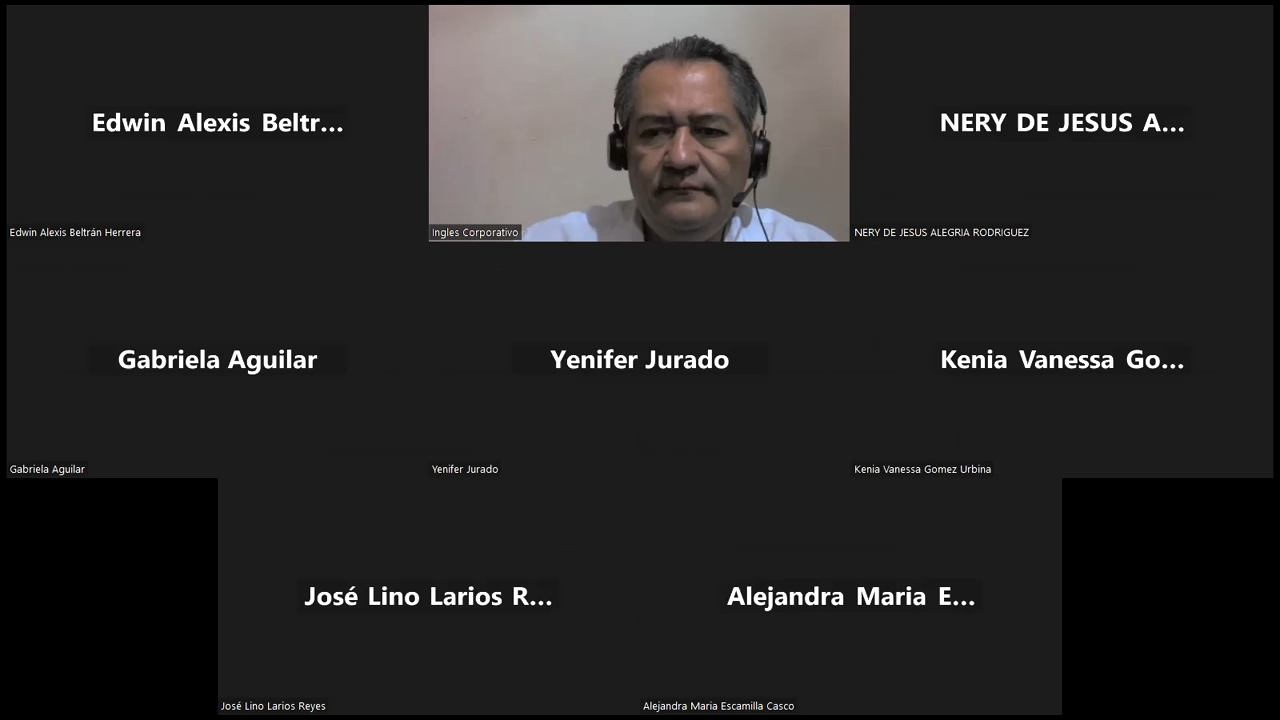 Edwin Alexis Beltr...
NERY DE JESUS A...
Edwin Alexis Beltrán Herrera
Ingles Corporativo
NERY DE JESUS ALEGRIA RODRIGUEZ
Gabriela Aguilar
Yenifer Jurado
Kenia Vanessa Go...
Gabriela Aguilar
Yenifer Jurado
Kenia Vanessa Gomez Urbina
José Lino Larios R...
Alejandra Maria E...
José Lino Larios Reyes
Alejandra Maria Escamilla Casco